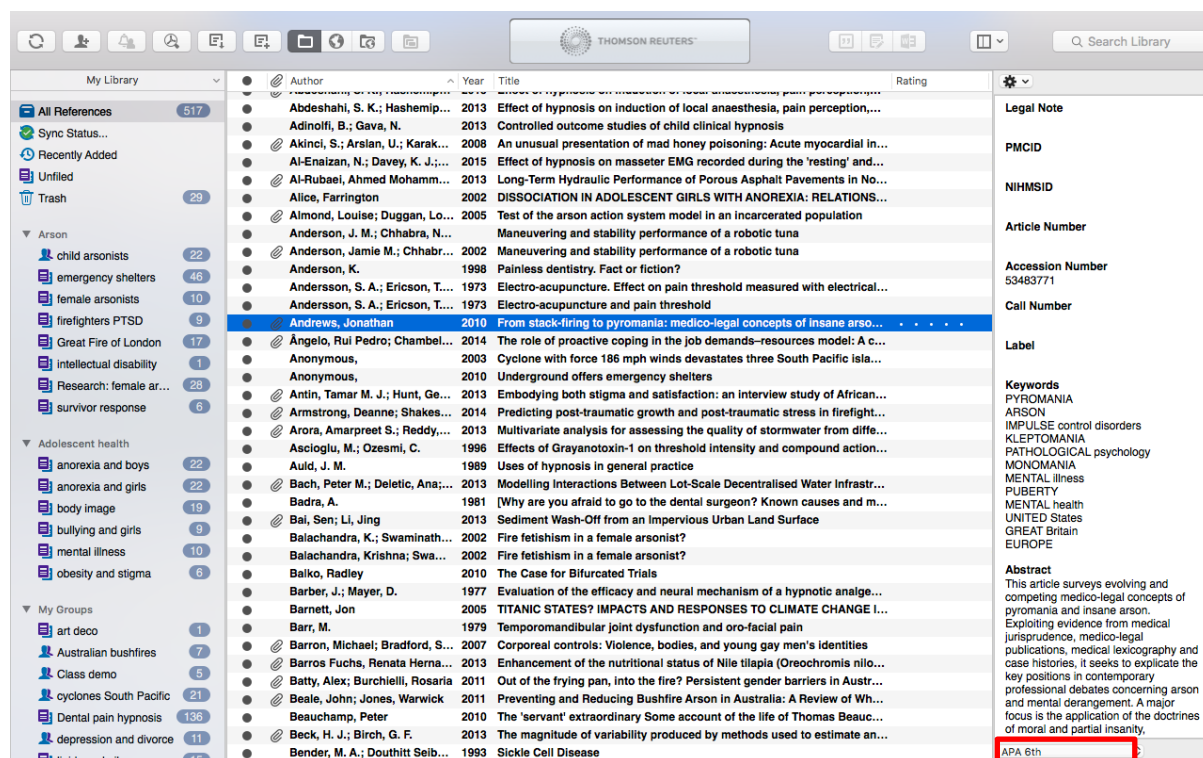 THOMSON REUTERS™
Search Library
My Library
Author Year Title Rating
All References 517
Sync Status...
Recently Added
Unfiled
Trash 29
Arson
child arsonists 22
emergency shelters 46
female arsonists 10
firefighters PTSD 9
Great Fire of London 17
intellectual disability 1
Research: female ar... 28
survivor response 6
Adolescent health
anorexia and boys 22
anorexia and girls 22
body image 19
bullying and girls 9
mental illness 10
obesity and stigma 6
My Groups
art deco 1
Australian bushfires 7
Class demo 5
cyclones South Pacific 21
Dental pain hypnosis 136
depression and divorce 11
Abdeshahi, S. K.; Hashemip... 2013 Effect of hypnosis on induction of local anaesthesia, pain perception,...
Adinolfi, B.; Gava, N. 2013 Controlled outcome studies of child clinical hypnosis
Akinci, S.; Arslan, U.; Karak... 2008 An unusual presentation of mad honey poisoning: Acute myocardial in...
Al-Enaizan, N.; Davey, K. J.;... 2015 Effect of hypnosis on masseter EMG recorded during the 'resting' and...
Al-Rubaei, Ahmed Mohamm... 2013 Long-Term Hydraulic Performance of Porous Asphalt Pavements in No...
Alice, Farrington 2002 DISSOCIATION IN ADOLESCENT GIRLS WITH ANOREXIA: RELATIONS...
Almond, Louise; Duggan, Lo... 2005 Test of the arson action system model in an incarcerated population
Anderson, J. M.; Chhabra, N... Maneuvering and stability performance of a robotic tuna
Anderson, Jamie M.; Chhabr... 2002 Maneuvering and stability performance of a robotic tuna
Anderson, K. 1998 Painless dentistry. Fact or fiction?
Andersson, S. A.; Ericson, T.... 1973 Electro-acupuncture. Effect on pain threshold measured with electrical...
Andersson, S. A.; Ericson, T.... 1973 Electro-acupuncture and pain threshold
Andrews, Jonathan 2010 From stack-firing to pyromania: medico-legal concepts of insane arso...
Ângelo, Rui Pedro; Chambel... 2014 The role of proactive coping in the job demands–resources model: A c...
Anonymous, 2003 Cyclone with force 186 mph winds devastates three South Pacific isla...
Anonymous, 2010 Underground offers emergency shelters
Antin, Tamar M. J.; Hunt, Ge... 2013 Embodying both stigma and satisfaction: an interview study of African...
Armstrong, Deanne; Shakes... 2014 Predicting post-traumatic growth and post-traumatic stress in firefight...
Arora, Amarpreet S.; Reddy,... 2013 Multivariate analysis for assessing the quality of stormwater from diffe...
Ascioglu, M.; Ozesmi, C. 1996 Effects of Grayanotoxin-1 on threshold intensity and compound action...
Auld, J. M. 1989 Uses of hypnosis in general practice
Bach, Peter M.; Deletic, Ana;... 2013 Modelling Interactions Between Lot-Scale Decentralised Water Infrastr...
Badra, A. 1981 [Why are you afraid to go to the dental surgeon? Known causes and m...
Bai, Sen; Li, Jing 2013 Sediment Wash-Off from an Impervious Urban Land Surface
Balachandra, K.; Swaminath... 2002 Fire fetishism in a female arsonist?
Balachandra, Krishna; Swa... 2002 Fire fetishism in a female arsonist?
Balko, Radley 2010 The Case for Bifurcated Trials
Barber, J.; Mayer, D. 1977 Evaluation of the efficacy and neural mechanism of a hypnotic analge...
Barnett, Jon 2005 TITANIC STATES? IMPACTS AND RESPONSES TO CLIMATE CHANGE I...
Barr, M. 1979 Temporomandibular joint dysfunction and oro-facial pain
Barron, Michael; Bradford, S... 2007 Corporeal controls: Violence, bodies, and young gay men's identities
Barros Fuchs, Renata Herna... 2013 Enhancement of the nutritional status of Nile tilapia (Oreochromis nilo...
Batty, Alex; Burchielli, Rosaria 2011 Out of the frying pan, into the fire? Persistent gender barriers in Austr...
Beale, John; Jones, Warwick 2011 Preventing and Reducing Bushfire Arson in Australia: A Review of Wh...
Beauchamp, Peter 2010 The 'servant' extraordinary Some account of the life of Thomas Beauc...
Beck, H. J.; Birch, G. F. 2013 The magnitude of variability produced by methods used to estimate an...
Bender, M. A.; Douthitt Seib... 1993 Sickle Cell Disease
Legal Note
PMCID
NIHMSID
Article Number
Accession Number
53483771
Call Number
Label
Keywords
PYROMANIA
ARSON
IMPULSE control disorders
KLEPTOMANIA
PATHOLOGICAL psychology
MONOMANIA
MENTAL illness
PUBERTY
MENTAL health
UNITED States
GREAT Britain
EUROPE
Abstract
This article surveys evolving and
competing medico-legal concepts of
pyromania and insane arson.
Exploiting evidence from medical
jurisprudence, medico-legal
publications, medical lexicography and
case histories, it seeks to explicate the
key positions in contemporary
professional debates concerning arson
and mental derangement. A major
focus is the application of the doctrines
of moral and partial insanity,
APA 6th